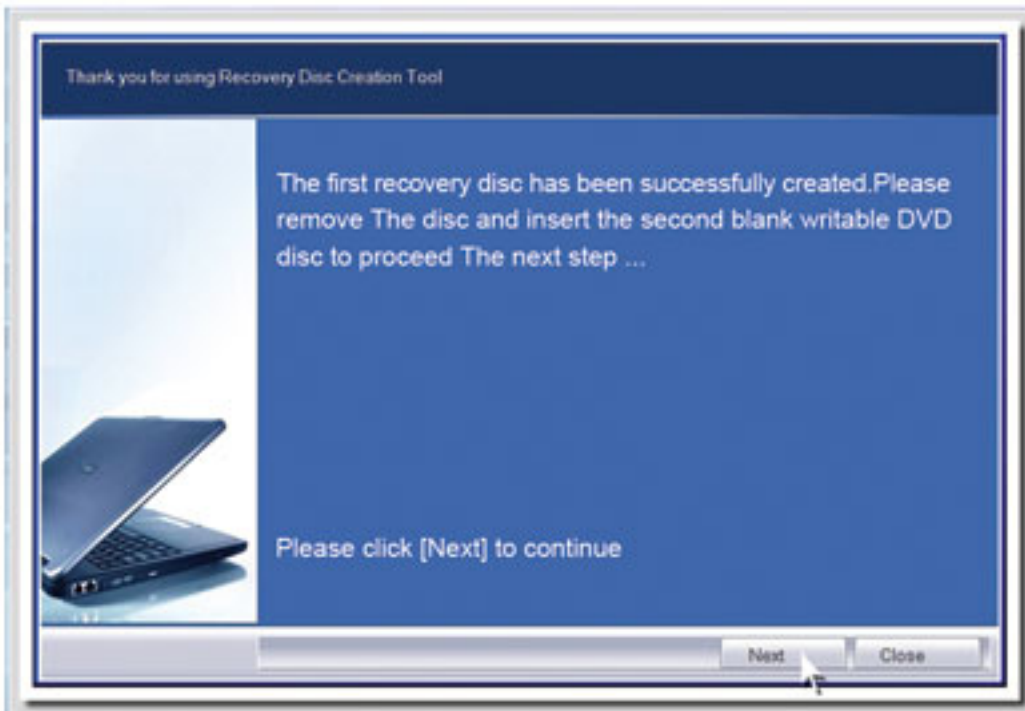 Thank you for using Recovery Disc Creation Tool
The first recovery disc has been successfully created.Please
remove The disc and insert the second blank writable DVD
disc to proceed The next step ...
Please click [Next] to continue
Next
Close